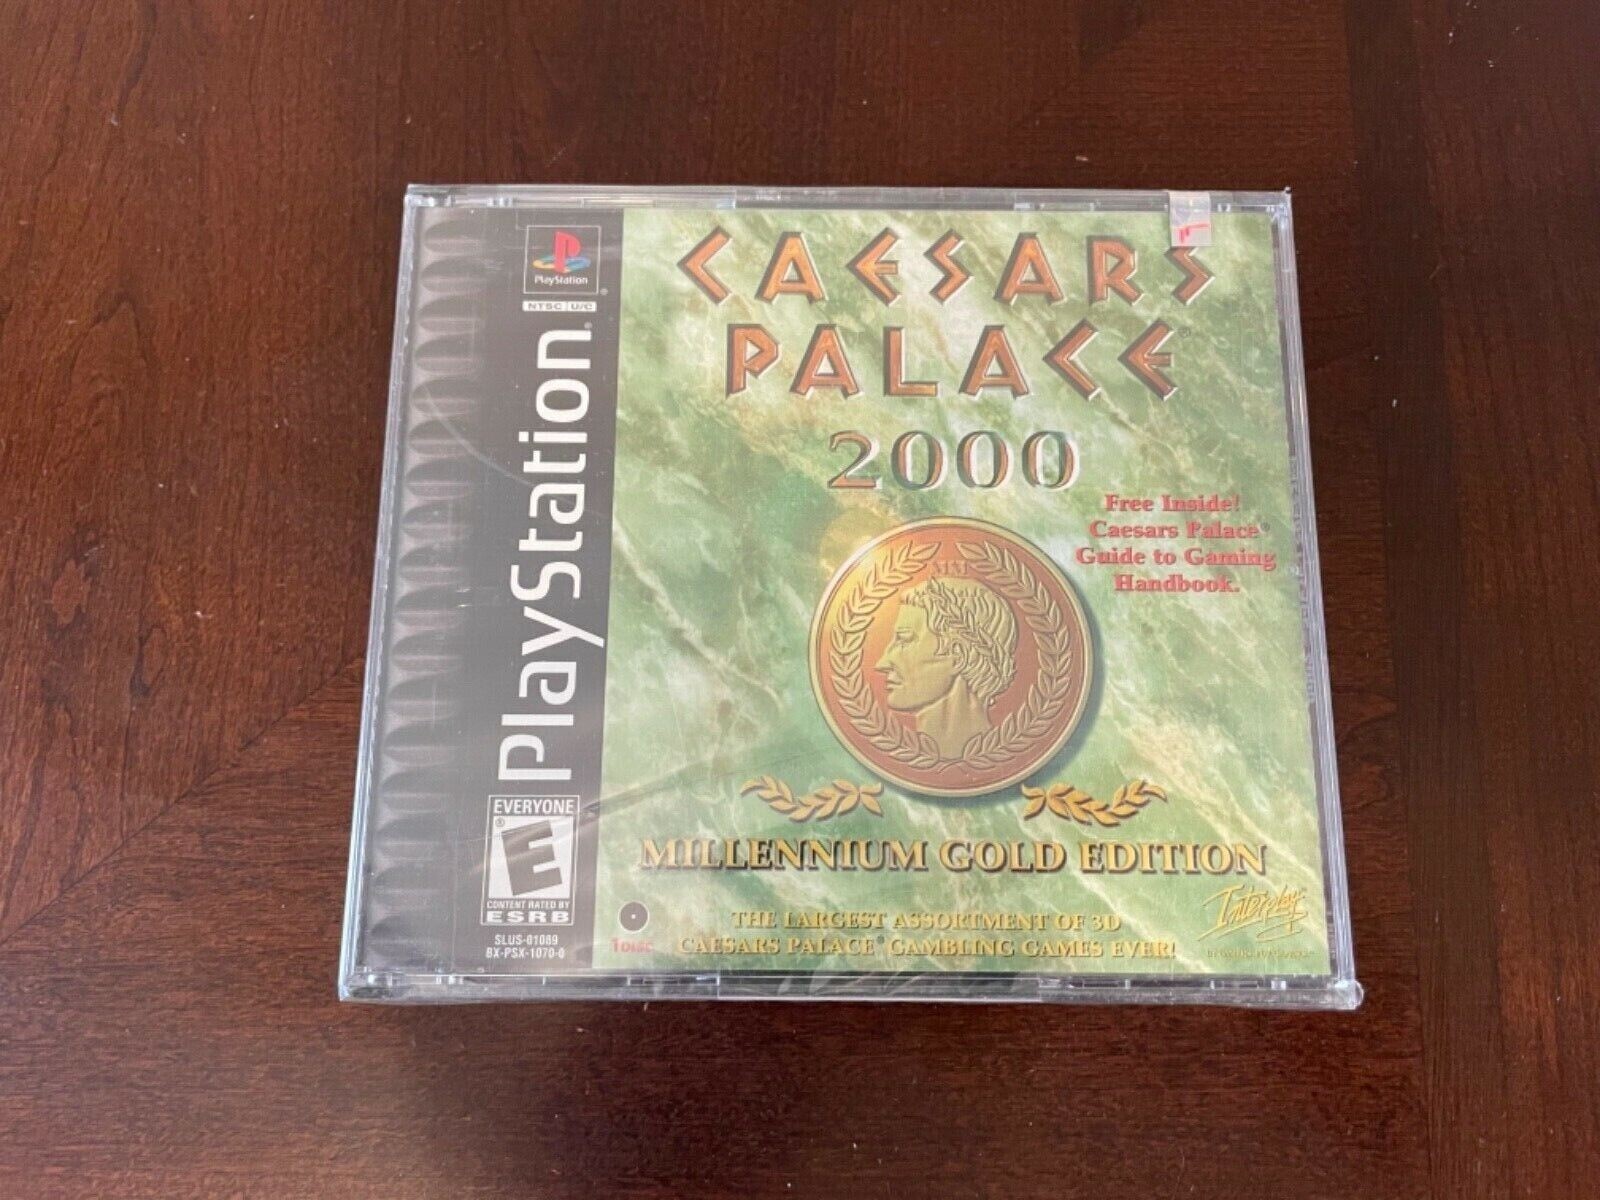 PlayStation
NTSC U/C
PlayStation
EVERYONE
E
CONTENT RATED BY
ESRB
SLUS-01089
BX-PSX-1070-0
CAESARS
PALACE®
2000
Free Inside!
Caesars Palace®
Guide to Gaming
Handbook.
MM
MILLENNIUM GOLD EDITION
1 DISC
THE LARGEST ASSORTMENT OF 3D
CAESARS PALACE® GAMBLING GAMES EVER!
Interplay